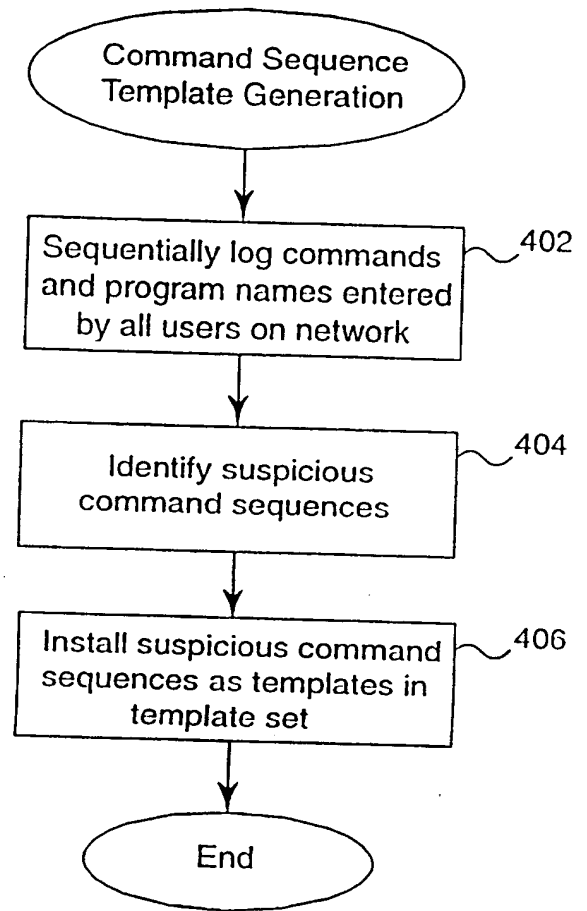 Command Sequence
Template Generation
Sequentially log commands
and program names entered
by all users on network
402
Identify suspicious
command sequences
404
Install suspicious command
sequences as templates in
template set
406
End